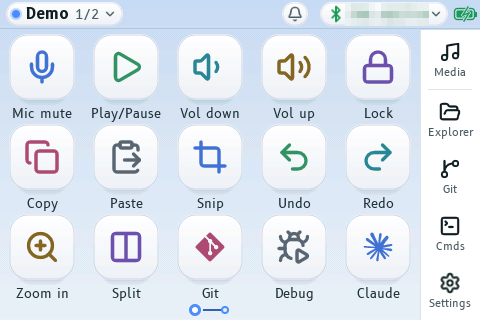 Demo 1/2
Mic mute Play/Pause Vol down Vol up Lock
Media
Copy Paste Snip Undo Redo
Explorer
Git
Zoom in Split Git Debug Claude
Cmds
Settings